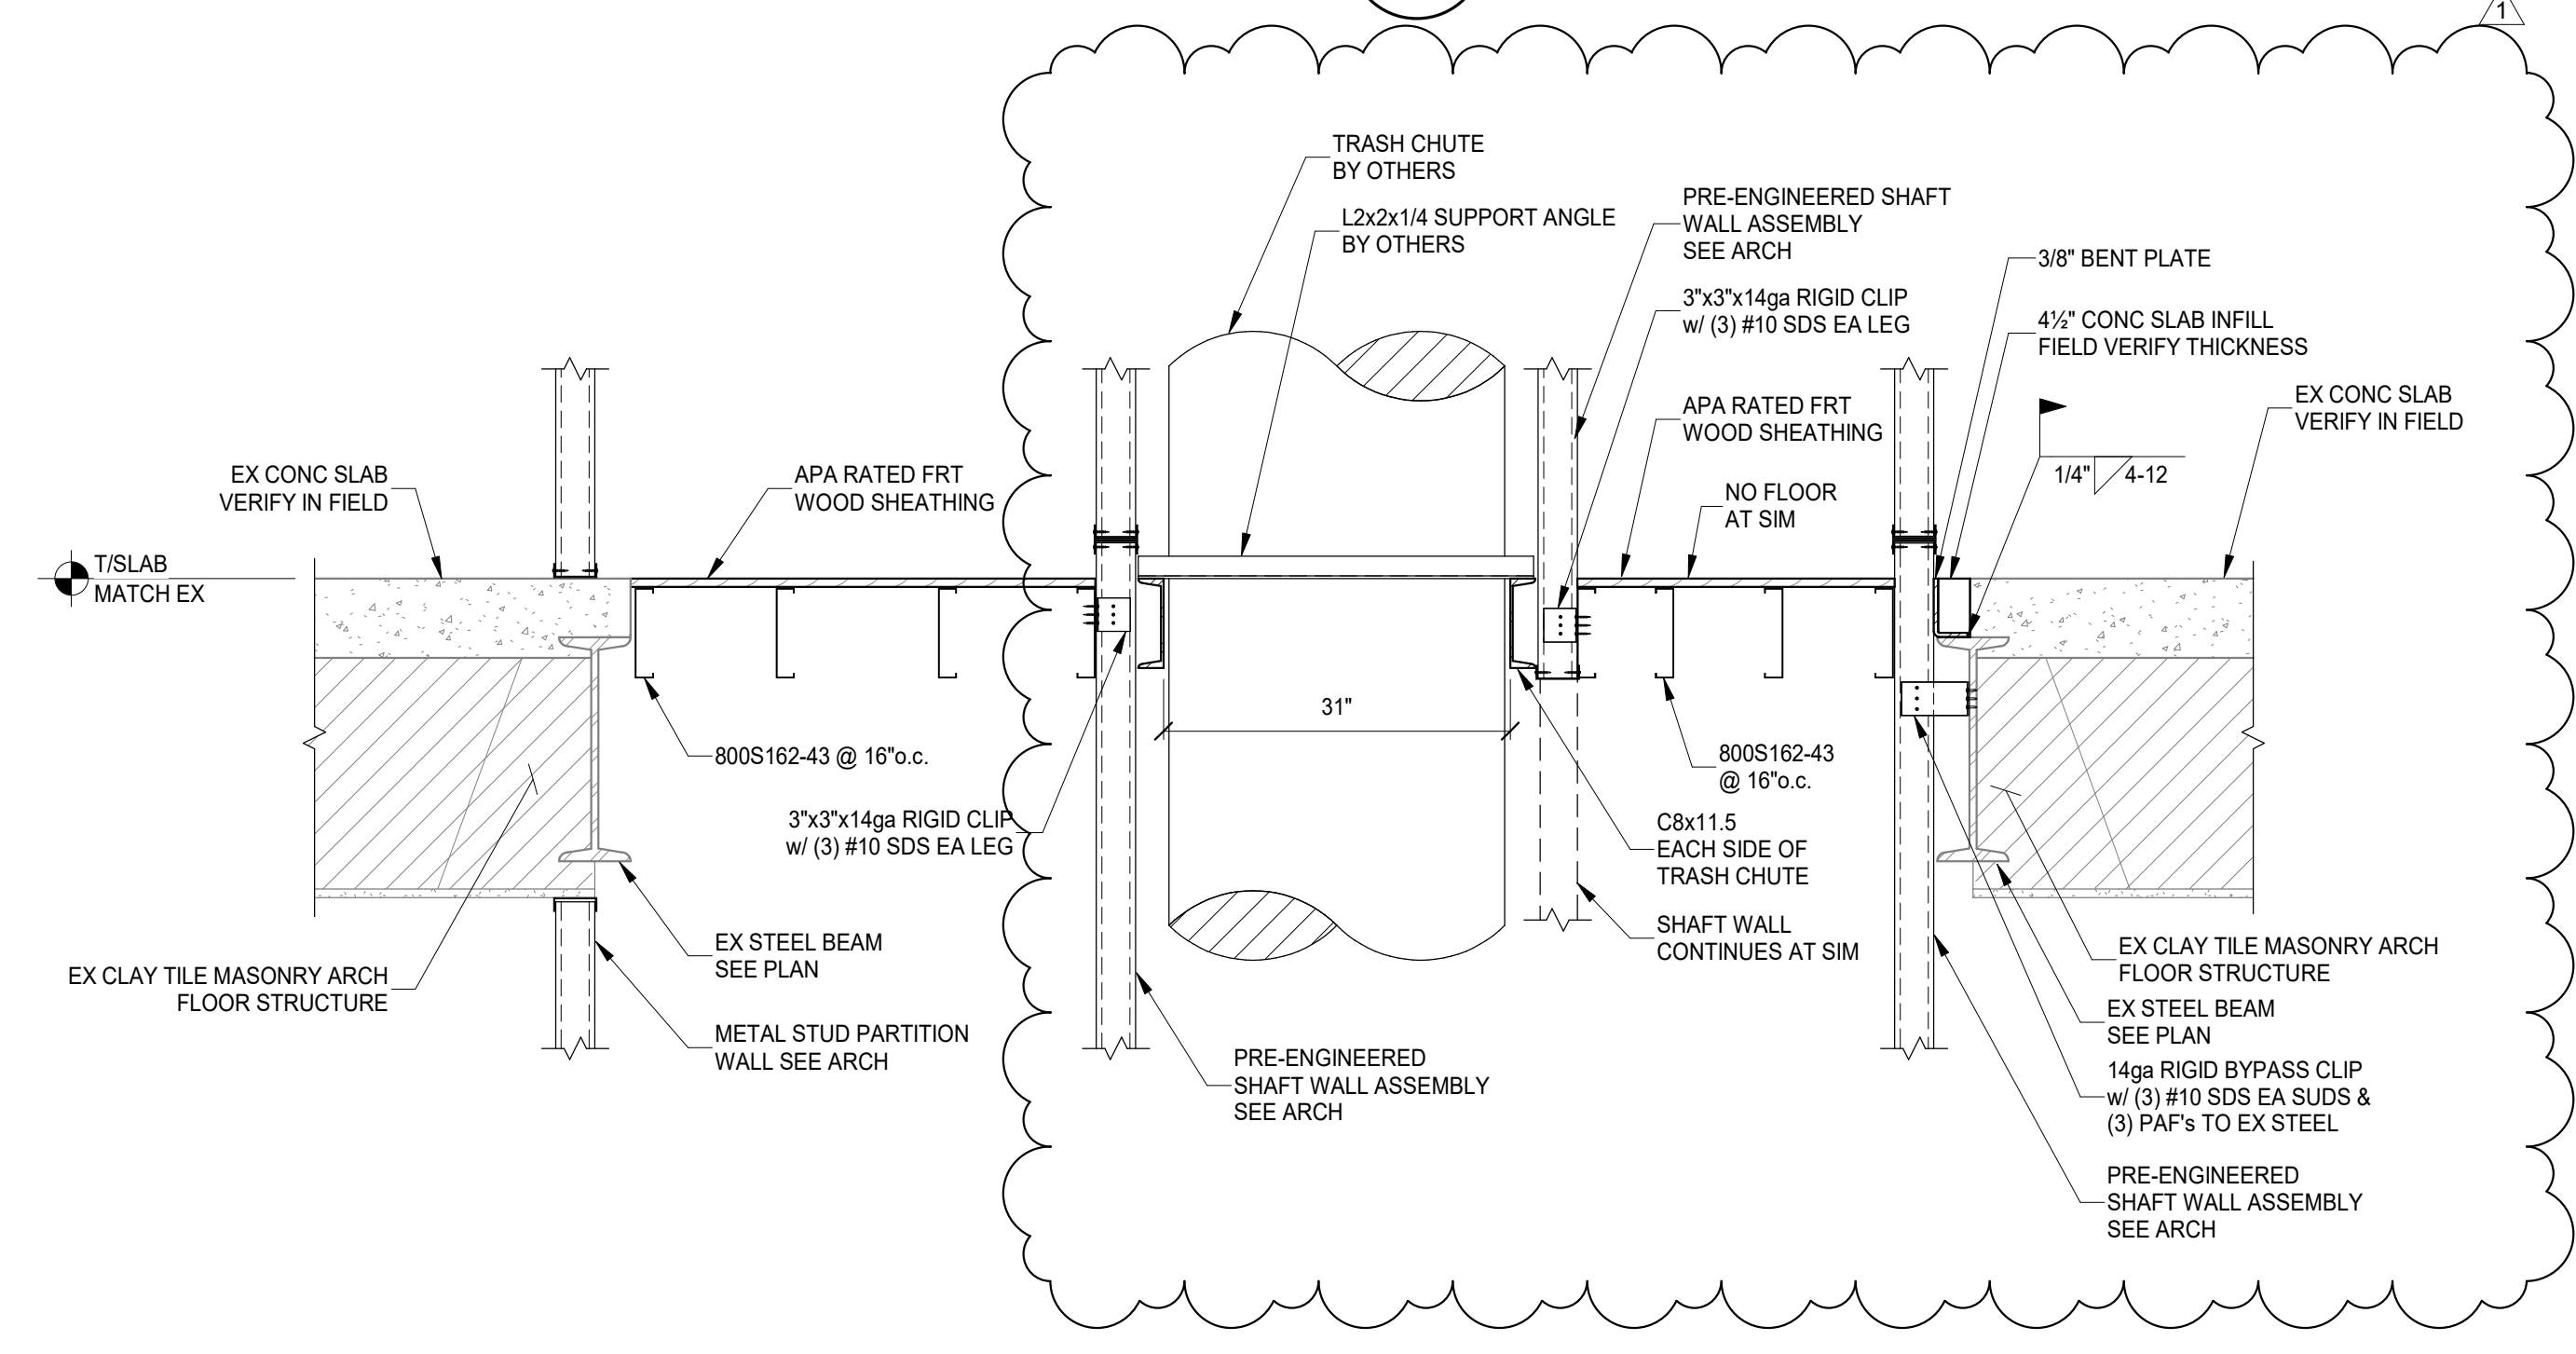 1
TRASH CHUTE
BY OTHERS
L2x2x1/4 SUPPORT ANGLE
BY OTHERS
PRE-ENGINEERED SHAFT
WALL ASSEMBLY
SEE ARCH
3"x3"x14ga RIGID CLIP
w/ (3) #10 SDS EA LEG
3/8" BENT PLATE
4½" CONC SLAB INFILL
FIELD VERIFY THICKNESS
EX CONC SLAB
VERIFY IN FIELD
APA RATED FRT
WOOD SHEATHING
1/4"
4-12
NO FLOOR
AT SIM
EX CONC SLAB
VERIFY IN FIELD
APA RATED FRT
WOOD SHEATHING
T/SLAB
MATCH EX
31"
800S162-43 @ 16"o.c.
800S162-43
@ 16"o.c.
3"x3"x14ga RIGID CLIP
w/ (3) #10 SDS EA LEG
C8x11.5
EACH SIDE OF
TRASH CHUTE
SHAFT WALL
CONTINUES AT SIM
EX STEEL BEAM
SEE PLAN
EX CLAY TILE MASONRY ARCH
FLOOR STRUCTURE
METAL STUD PARTITION
WALL SEE ARCH
PRE-ENGINEERED
SHAFT WALL ASSEMBLY
SEE ARCH
EX CLAY TILE MASONRY ARCH
FLOOR STRUCTURE
EX STEEL BEAM
SEE PLAN
14ga RIGID BYPASS CLIP
w/ (3) #10 SDS EA SUDS &
(3) PAF's TO EX STEEL
PRE-ENGINEERED
SHAFT WALL ASSEMBLY
SEE ARCH